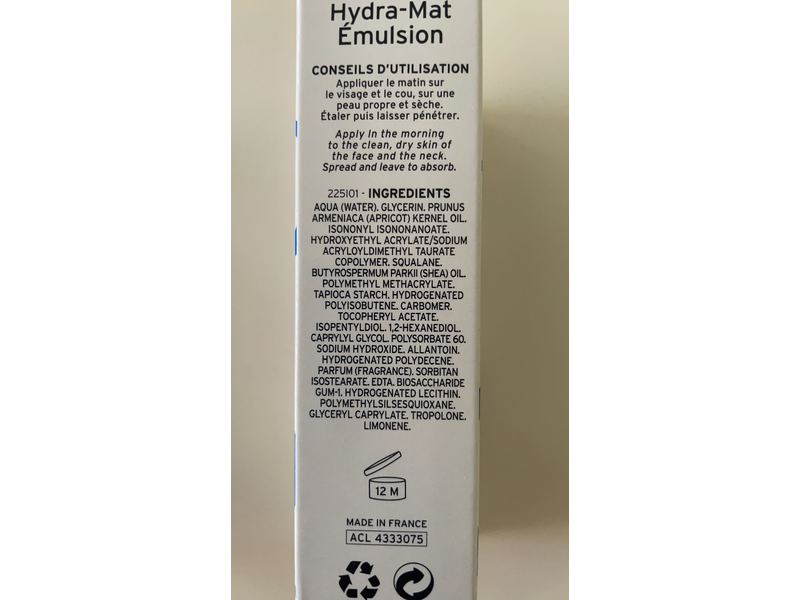 Hydra-Mat
Émulsion
CONSEILS D'UTILISATION
Appliquer le matin sur
le visage et le cou, sur une
peau propre et sèche.
Étaler puis laisser pénétrer.
Apply In the morning
to the clean, dry skin of
the face and the neck.
Spread and leave to absorb.
225I01 - INGREDIENTS
AQUA (WATER). GLYCERIN. PRUNUS
ARMENIACA (APRICOT) KERNEL OIL.
ISONONYL ISONONANOATE.
HYDROXYETHYL ACRYLATE/SODIUM
ACRYLOYLDIMETHYL TAURATE
COPOLYMER. SQUALANE.
BUTYROSPERMUM PARKII (SHEA) OIL.
POLYMETHYL METHACRYLATE.
TAPIOCA STARCH. HYDROGENATED
POLYISOBUTENE. CARBOMER.
TOCOPHERYL ACETATE.
ISOPENTYLDIOL. 1,2-HEXANEDIOL.
CAPRYLYL GLYCOL. POLYSORBATE 60.
SODIUM HYDROXIDE. ALLANTOIN.
HYDROGENATED POLYDECENE.
PARFUM (FRAGRANCE). SORBITAN
ISOSTEARATE. EDTA. BIOSACCHARIDE
GUM-1. HYDROGENATED LECITHIN.
POLYMETHYLSILSESQUIOXANE.
GLYCERYL CAPRYLATE. TROPOLONE.
LIMONENE.
12 M
MADE IN FRANCE
ACL 4333075